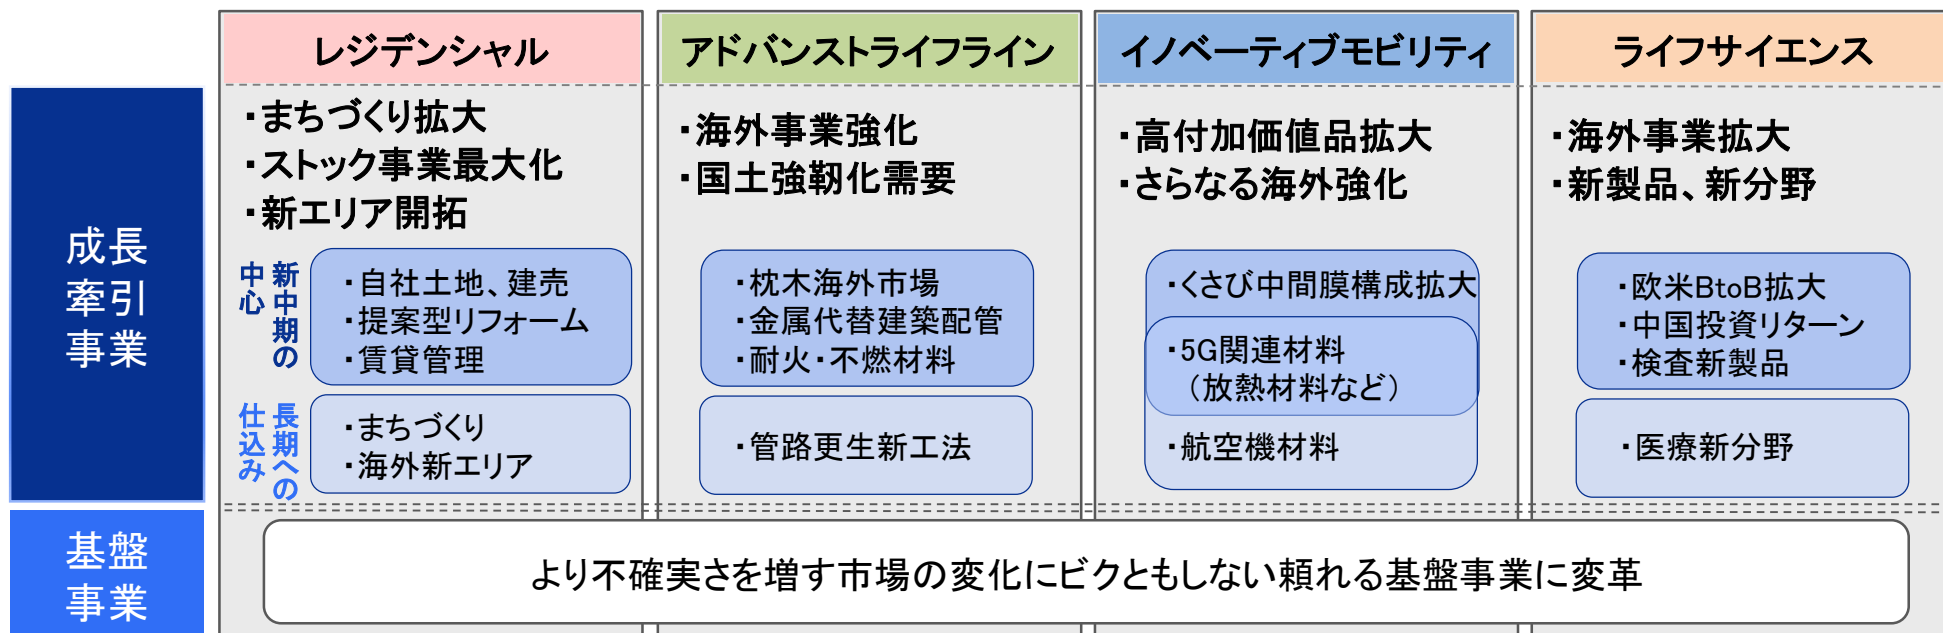 レジデンシャル
アドバンストライフライン
イノベーティブモビリティ
ライフサイエンス
成長
牽引
事業
・まちづくり拡大
・ストック事業最大化
・新エリア開拓
・海外事業強化
・国土強靭化需要
・高付加価値品拡大
・さらなる海外強化
・海外事業拡大
・新製品、新分野
新中期の
中心
・自社土地、建売
・提案型リフォーム
・賃貸管理
・枕木海外市場
・金属代替建築配管
・耐火・不燃材料
・くさび中間膜構成拡大
・5G関連材料
（放熱材料など）
・欧米BtoB拡大
・中国投資リターン
・検査新製品
長期への
仕込み
・まちづくり
・海外新エリア
・管路更生新工法
・航空機材料
・医療新分野
基盤
事業
より不確実さを増す市場の変化にビクともしない頼れる基盤事業に変革